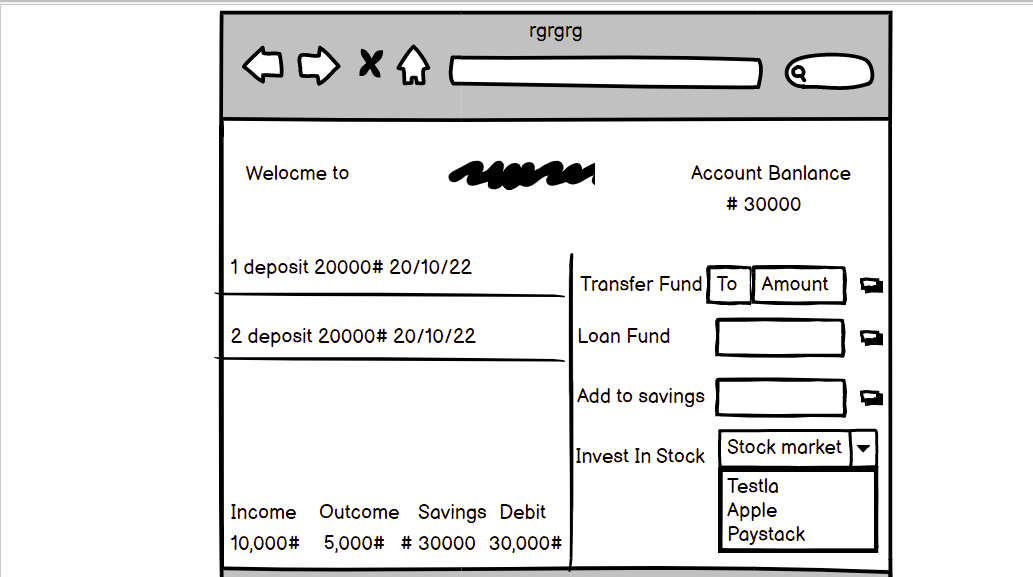 rgrgrg
Welocme to
Account Banlance
# 30000
1 deposit 20000# 20/10/22
2 deposit 20000# 20/10/22
Transfer Fund To Amount
Loan Fund
Add to savings
Invest In Stock Stock market
Testla
Apple
Paystack
Income Outcome Savings Debit
10,000# 5,000# # 30000 30,000#